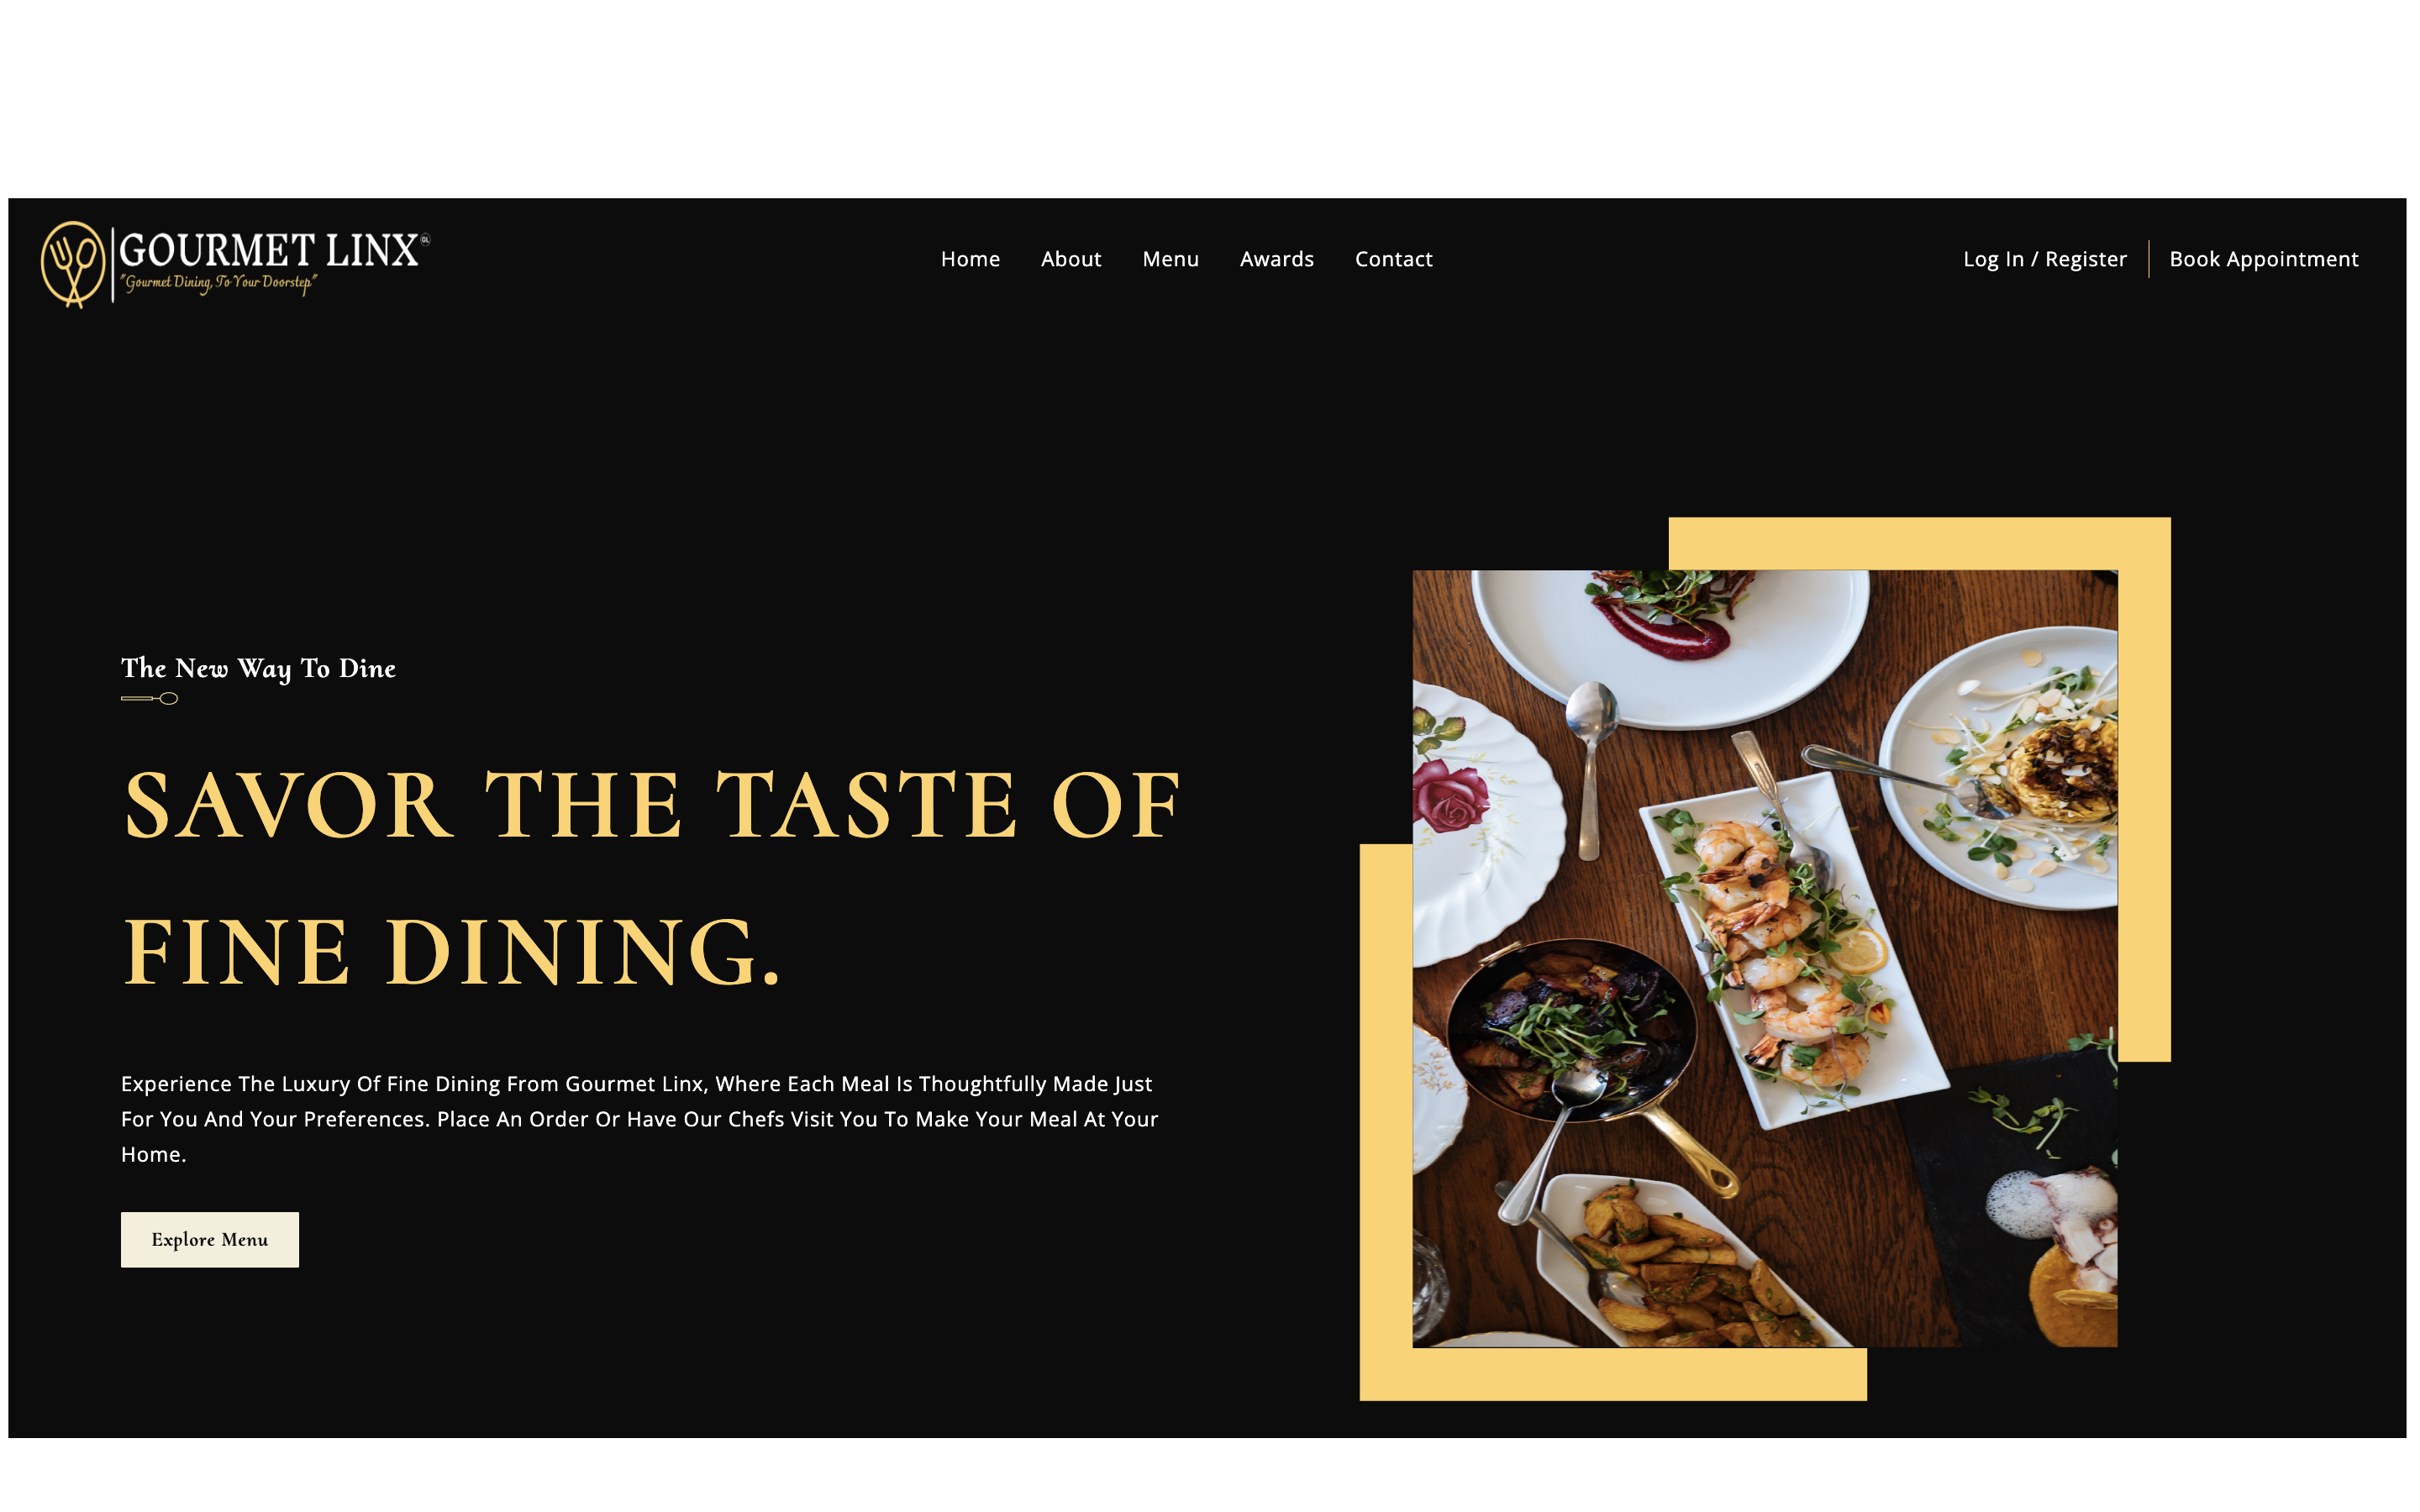 GOURMET LINX GL
"Gourmet Dining, To Your Doorstep"
Home About Menu Awards Contact
Log In / Register Book Appointment
The New Way To Dine
SAVOR THE TASTE OF
FINE DINING.
Experience The Luxury Of Fine Dining From Gourmet Linx, Where Each Meal Is Thoughtfully Made Just
For You And Your Preferences. Place An Order Or Have Our Chefs Visit You To Make Your Meal At Your
Home.
Explore Menu